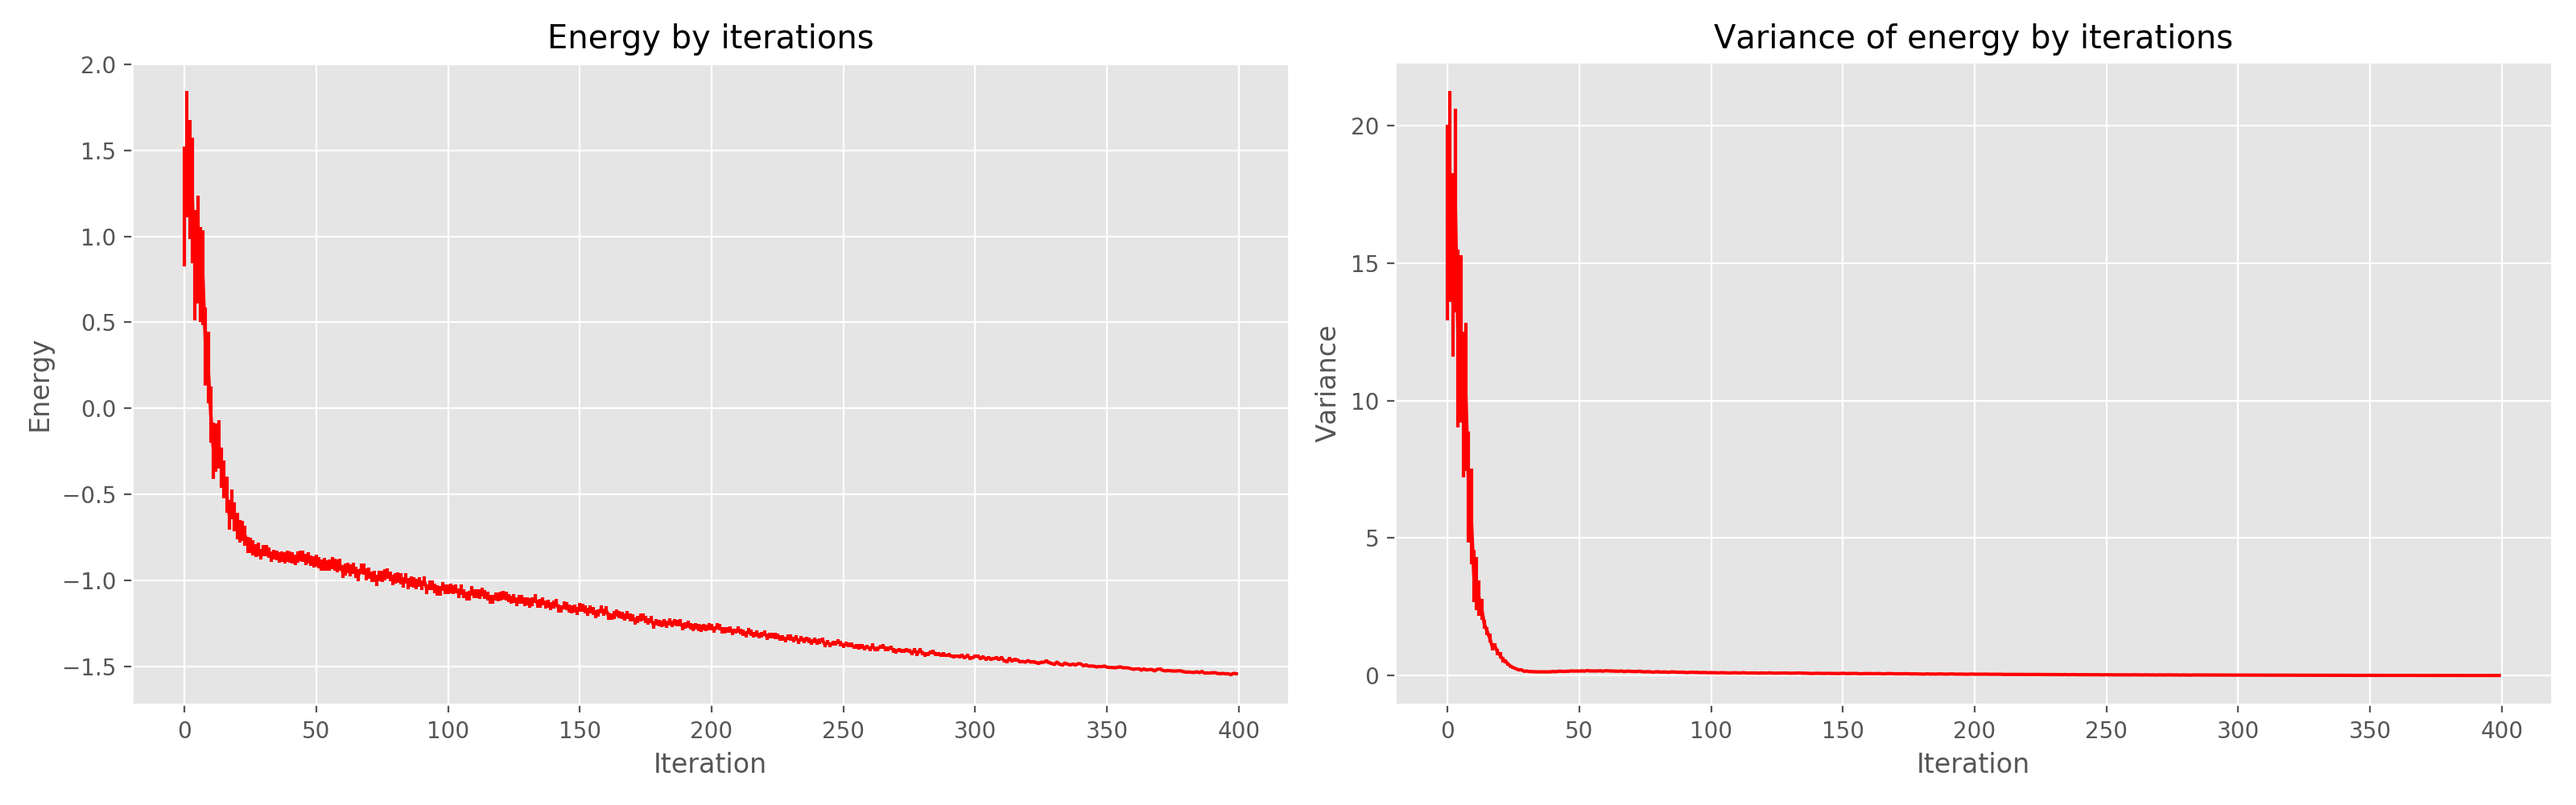 Energy by iterations
2.0
1.5
1.0
0.5
0.0
−0.5
−1.0
−1.5
Energy
0 50 100 150 200 250 300 350 400
Iteration
Variance of energy by iterations
20
15
10
5
0
Variance
0 50 100 150 200 250 300 350 400
Iteration